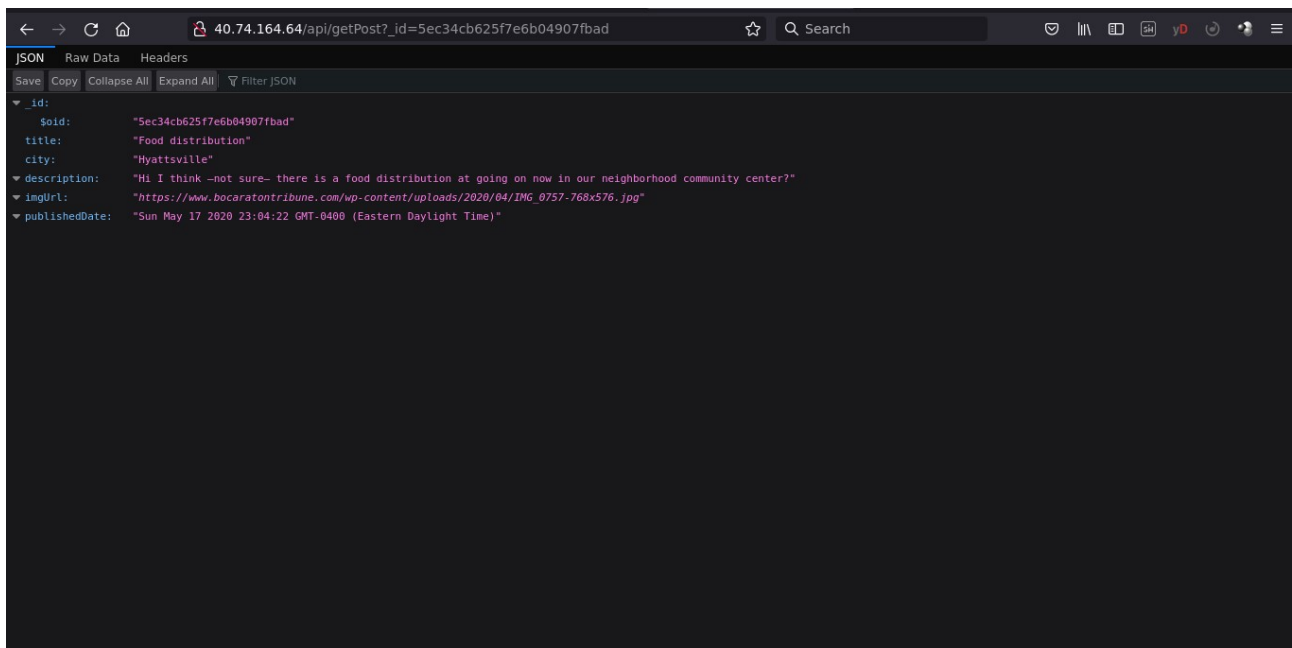 40.74.164.64/api/getPost?_id=5ec34cb625f7e6b04907fbad Search
JSON Raw Data Headers
Save Copy Collapse All Expand All Filter JSON
_id:
$oid: "5ec34cb625f7e6b04907fbad"
title: "Food distribution"
city: "Hyattsville"
description: "Hi I think —not sure— there is a food distribution at going on now in our neighborhood community center?"
imgUrl: "https://www.bocaratontribune.com/wp-content/uploads/2020/04/IMG_0757-768x576.jpg"
publishedDate: "Sun May 17 2020 23:04:22 GMT-0400 (Eastern Daylight Time)"